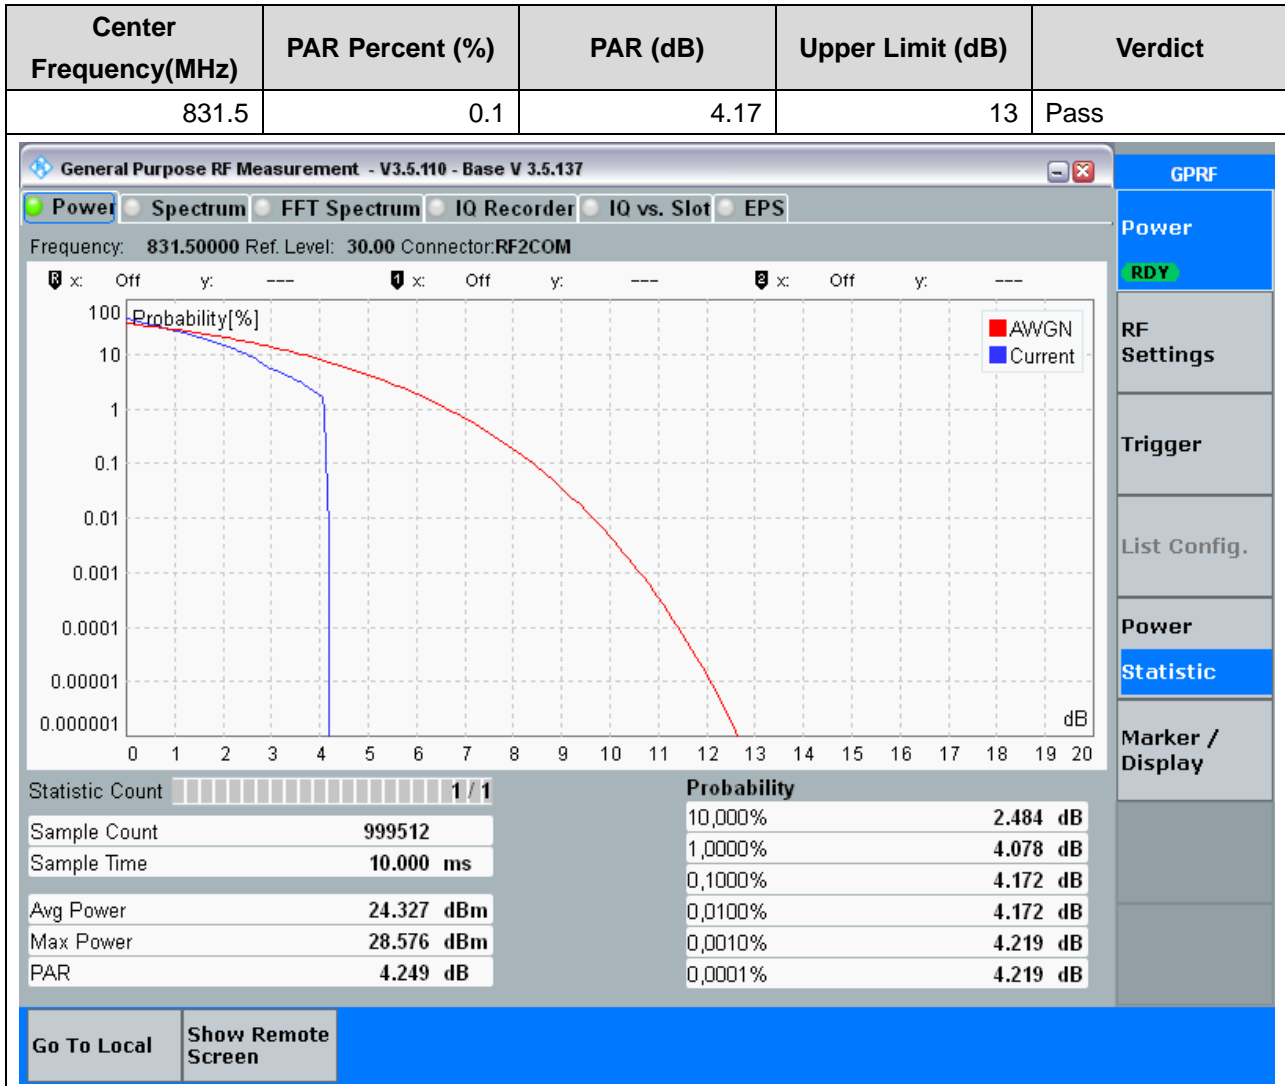 Center Frequency(MHz) PAR Percent (%) PAR (dB) Upper Limit (dB) Verdict
831.5 0.1 4.17 13 Pass
General Purpose RF Measurement - V3.5.110 - Base V 3.5.137
GPRF
Power Spectrum FFT Spectrum IQ Recorder IQ vs. Slot EPS
Frequency: 831.50000 Ref. Level: 30.00 Connector:RF2COM
R x: Off y: --- 1 x: Off y: --- 2 x: Off y: ---
Probability[%]
100
10
1
0.1
0.01
0.001
0.0001
0.00001
0.000001
AWGN
Current
dB
0 1 2 3 4 5 6 7 8 9 10 11 12 13 14 15 16 17 18 19 20
Statistic Count 1 / 1
Sample Count 999512
Sample Time 10.000 ms
Avg Power 24.327 dBm
Max Power 28.576 dBm
PAR 4.249 dB
Probability
10,000% 2.484 dB
1,0000% 4.078 dB
0,1000% 4.172 dB
0,0100% 4.172 dB
0,0010% 4.219 dB
0,0001% 4.219 dB
Power
RDY
RF
Settings
Trigger
List Config.
Power
Statistic
Marker /
Display
Go To Local
Show Remote
Screen